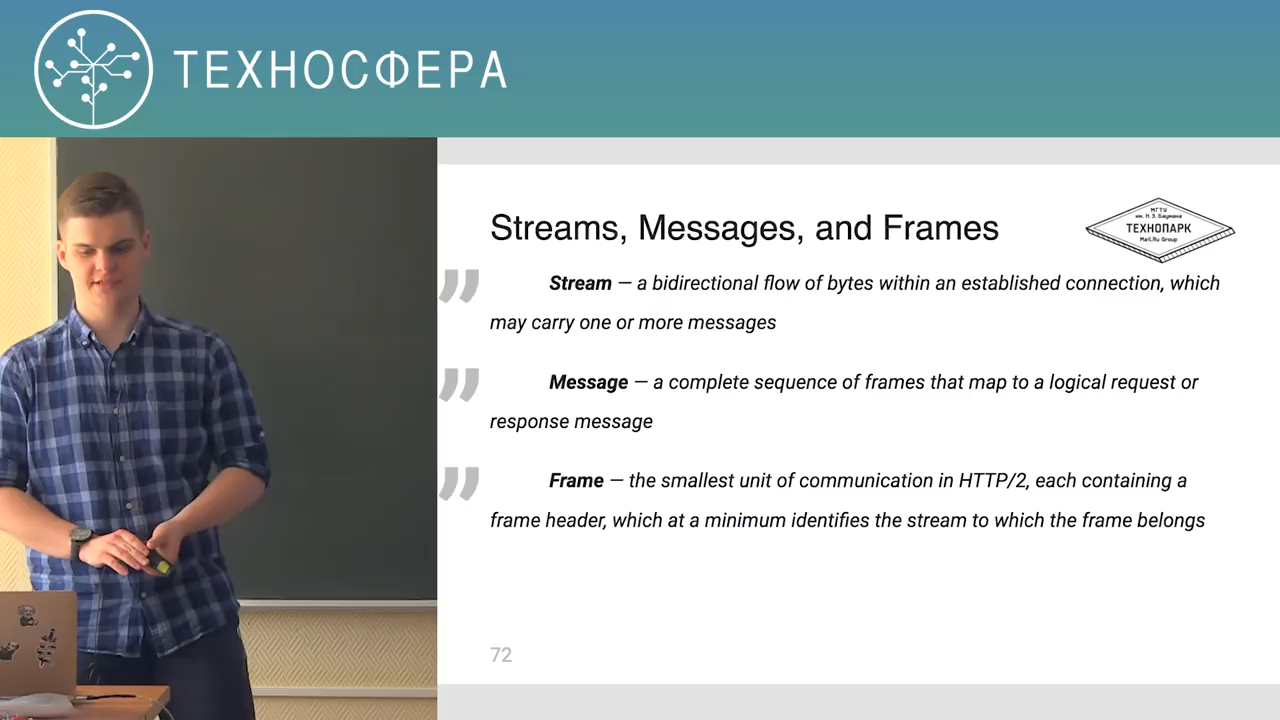 ТЕХНОСФЕРА
Streams, Messages, and Frames
МГТУ
им. Н.Э. Баумана
ТЕХНОПАРК
Mail.Ru Group
Stream — a bidirectional flow of bytes within an established connection, which
may carry one or more messages
Message — a complete sequence of frames that map to a logical request or
response message
Frame — the smallest unit of communication in HTTP/2, each containing a
frame header, which at a minimum identifies the stream to which the frame belongs
72